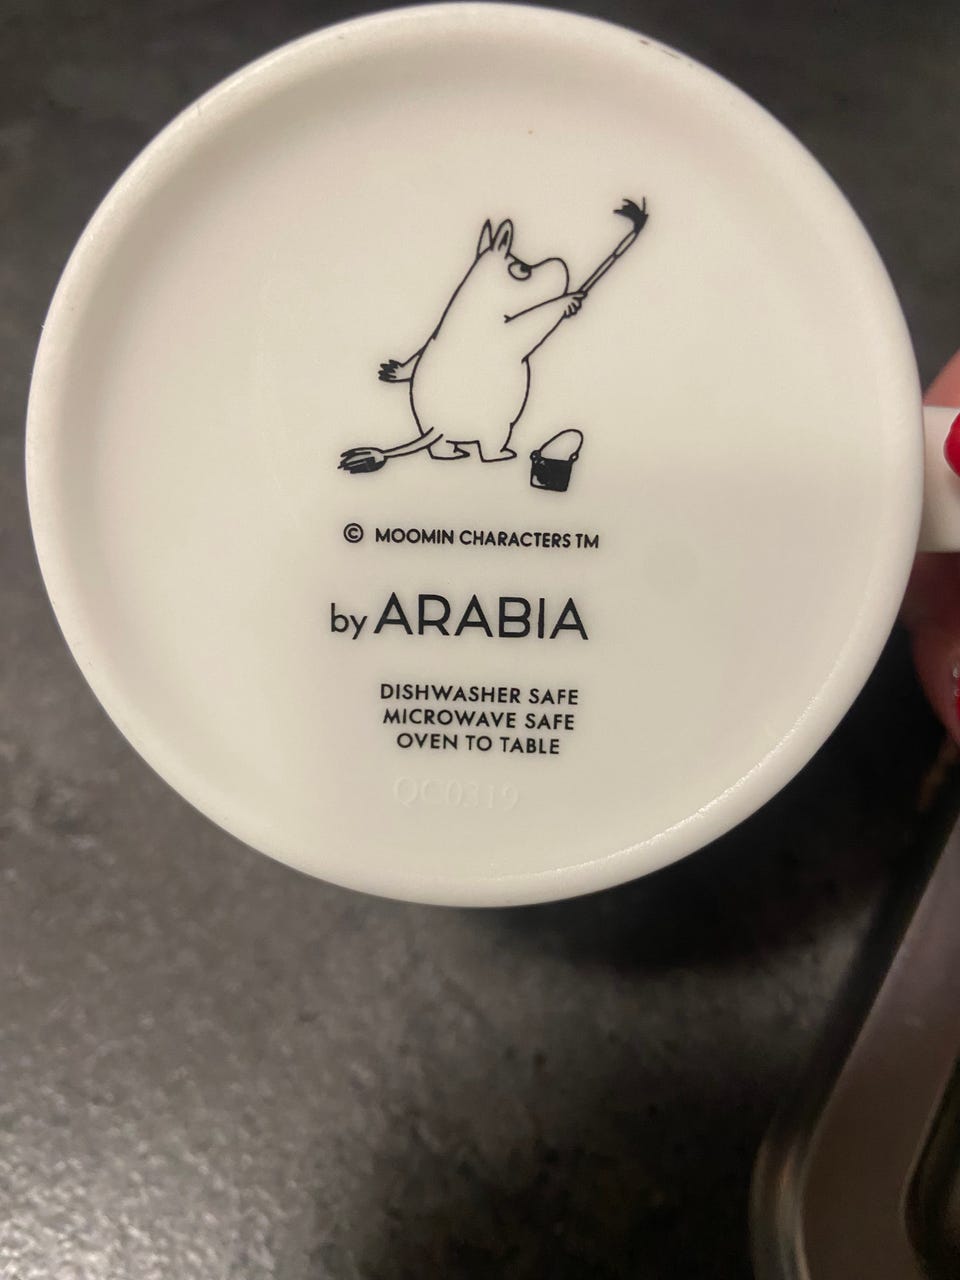 © MOOMIN CHARACTERS TM
by ARABIA
DISHWASHER SAFE
MICROWAVE SAFE
OVEN TO TABLE
QC0319